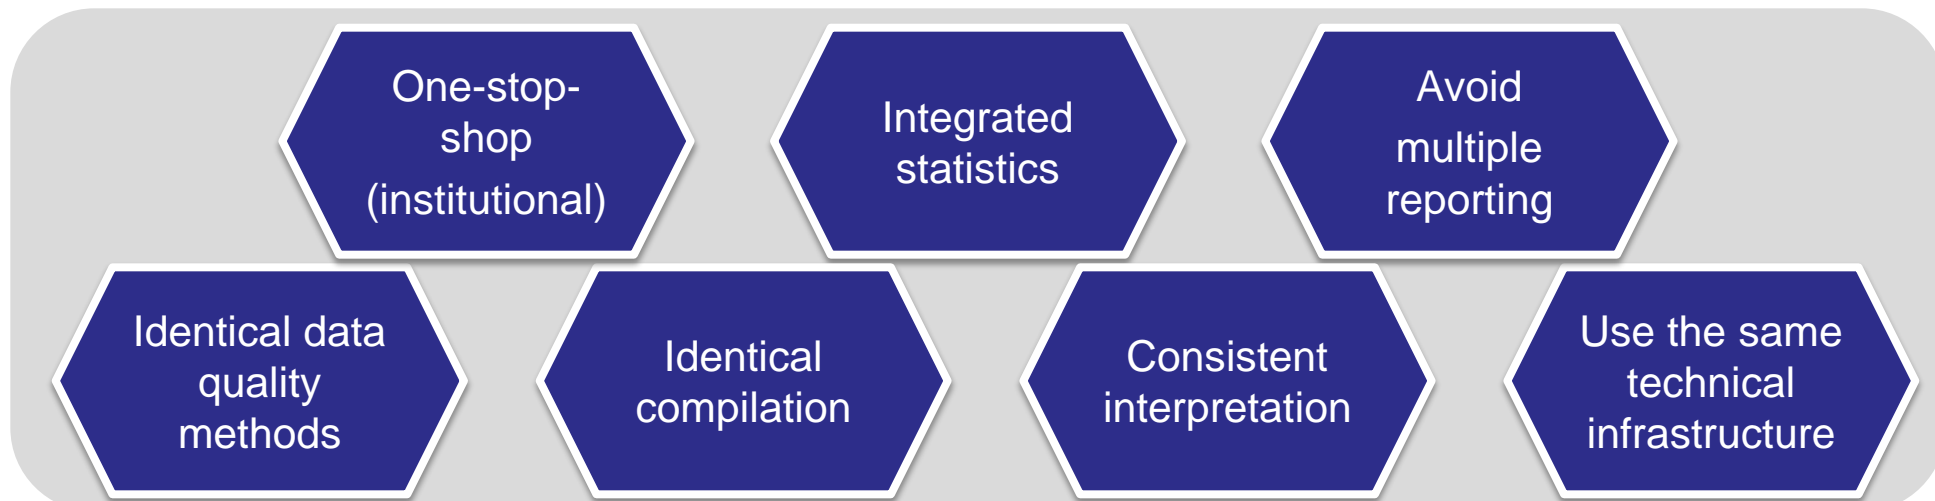 One-stop-
shop
(institutional)
Integrated
statistics
Avoid
multiple
reporting
Identical data
quality
methods
Identical
compilation
Consistent
interpretation
Use the same
technical
infrastructure